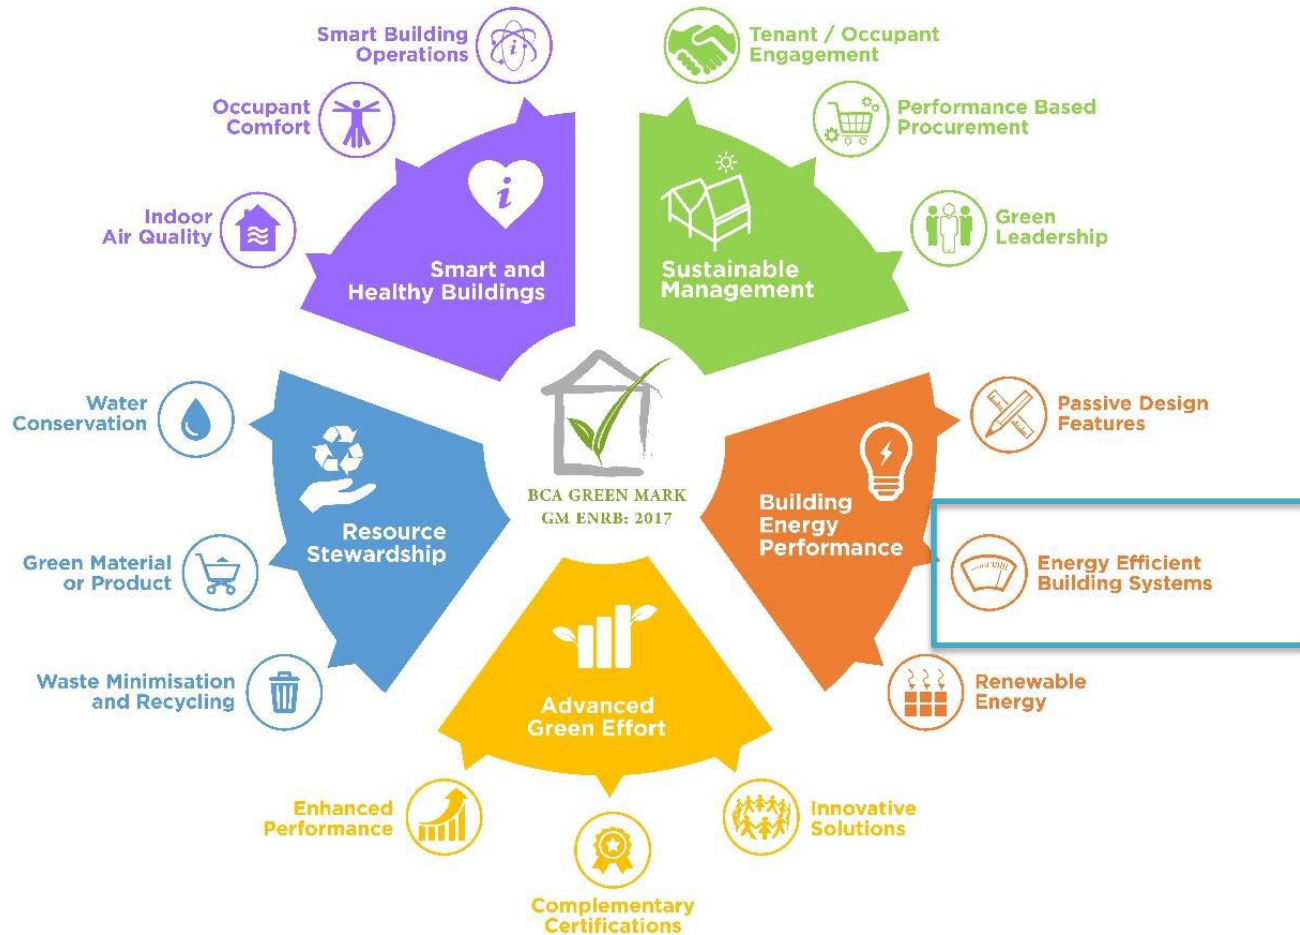 Smart Building
Operations
Occupant
Comfort
Indoor
Air Quality
i
i
Smart and
Healthy Buildings
Tenant / Occupant
Engagement
Performance Based
Procurement
Green
Leadership
Sustainable
Management
Water
Conservation
Green Material
or Product
Waste Minimisation
and Recycling
Resource
Stewardship
BCA GREEN MARK
GM ENRB: 2017
Building
Energy
Performance
Passive Design
Features
Energy Efficient
Building Systems
Renewable
Energy
Advanced
Green Effort
Enhanced
Performance
Complementary
Certifications
Innovative
Solutions